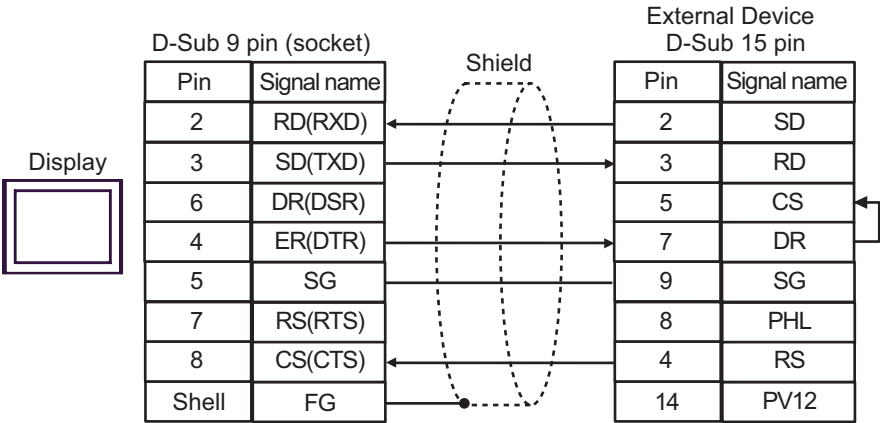 External Device
D-Sub 9 pin (socket) D-Sub 15 pin
Shield
Pin Signal name Pin Signal name
2 RD(RXD) 2 SD
Display 3 SD(TXD) 3 RD
6 DR(DSR) 5 CS
4 ER(DTR) 7 DR
5 SG 9 SG
7 RS(RTS) 8 PHL
8 CS(CTS) 4 RS
Shell FG 14 PV12